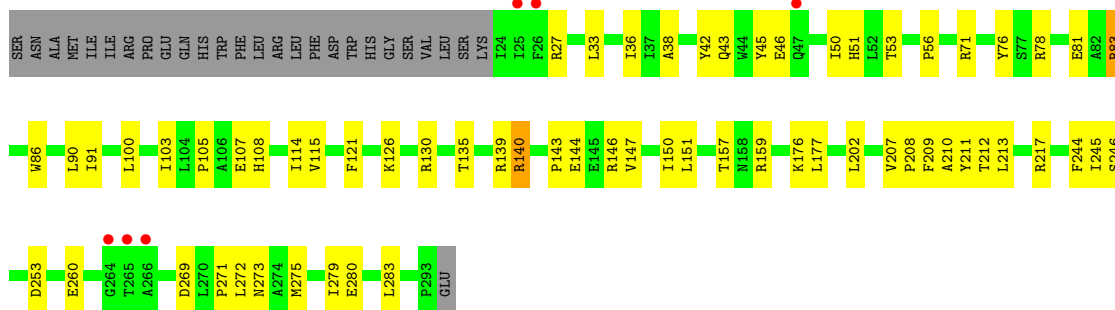 SER ASN ALA MET ILE ILE ARG PRO GLU GLN HIS TRP PHE LEU ARG LEU PHE ASP TRP HIS GLY SER VAL LEU SER LYS I24 I25 F26 R27 L33 I36 I37 A38 Y42 Q43 W44 Y45 E46 Q47 I50 H51 L52 T53 P56 R71 Y76 S77 R78 E81 A82
W86 L90 I91 L100 I103 L104 P105 A106 E107 H108 I114 V115 F121 K126 R130 T135 R139 R140 P143 E144 E145 R146 V147 I150 L151 T157 N158 R159 K176 L177 L202 V207 P208 F209 A210 Y211 T212 L213 R217 F244 I245
D253 E260 G264 T265 A266 D269 L270 P271 L272 N273 A274 M275 I279 E280 L283 P293 GLU